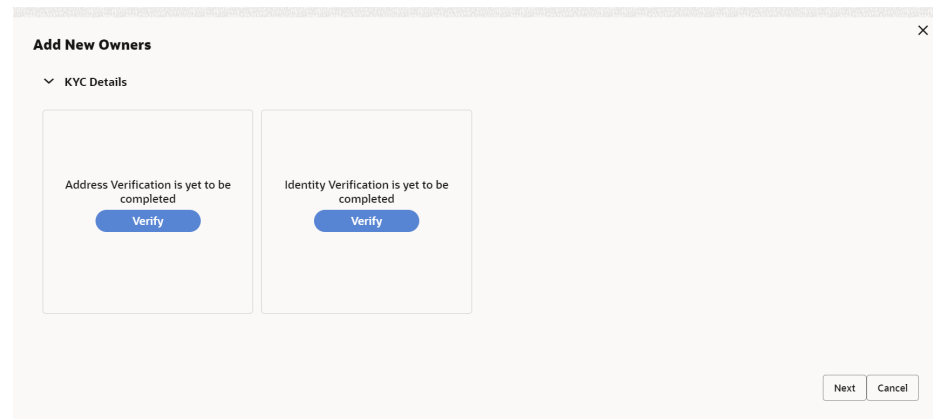 Add New Owners
KYC Details
Address Verification is yet to be
completed
Verify
Identity Verification is yet to be
completed
Verify
Next
Cancel